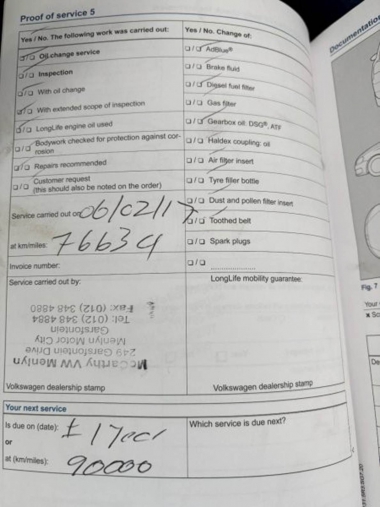 Proof of service 5
Yes / No. The following work was carried out:
Oil change service
Inspection
With oil change
With extended scope of inspection
LongLife engine oil used
Bodywork checked for protection against cor-
rosion
Repairs recommended
Customer request
(this should also be noted on the order)
Service carried out on: 06/02/17
at km/miles: 76634
Invoice number:
Service carried out by:
McCarthy VW Menlyn
249 Garsfontein Drive
Menlyn Motor City
Garsfontein
Tel: (012) 348 4884
Fax: (012) 348 0880
Volkswagen dealership stamp
Yes / No. Change of:
AdBlue®
Brake fluid
Diesel fuel filter
Gas filter
Gearbox oil: DSG®, ATF
Haldex coupling: oil
Air filter insert
Tyre filler bottle
Dust and pollen filter insert
Toothed belt
Spark plugs
LongLife mobility guarantee:
Volkswagen dealership stamp
Your next service
Is due on (date):
or
at (km/miles): 90000
Which service is due next?
Documentation
Fig. 7